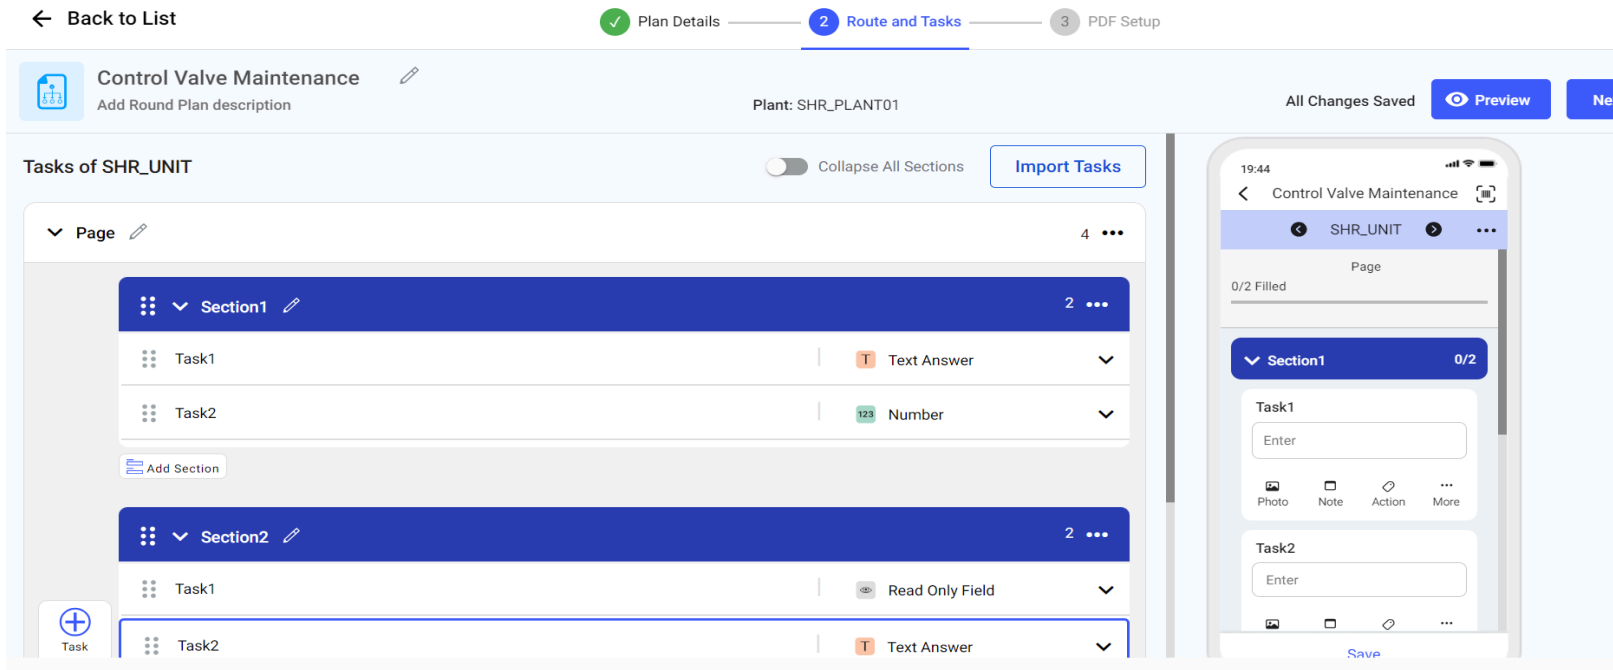 Back to List
Plan Details
2 Route and Tasks
3 PDF Setup
Control Valve Maintenance
Add Round Plan description
Plant: SHR_PLANT01
All Changes Saved
Preview
Ne
Tasks of SHR_UNIT
Collapse All Sections
Import Tasks
Page
4
Section1
2
Task1
T Text Answer
Task2
123 Number
Add Section
Section2
2
Task1
Read Only Field
Task2
T Text Answer
Task
19:44
Control Valve Maintenance
SHR_UNIT
Page
0/2 Filled
Section1 0/2
Task1
Enter
Photo Note Action More
Task2
Enter
Save